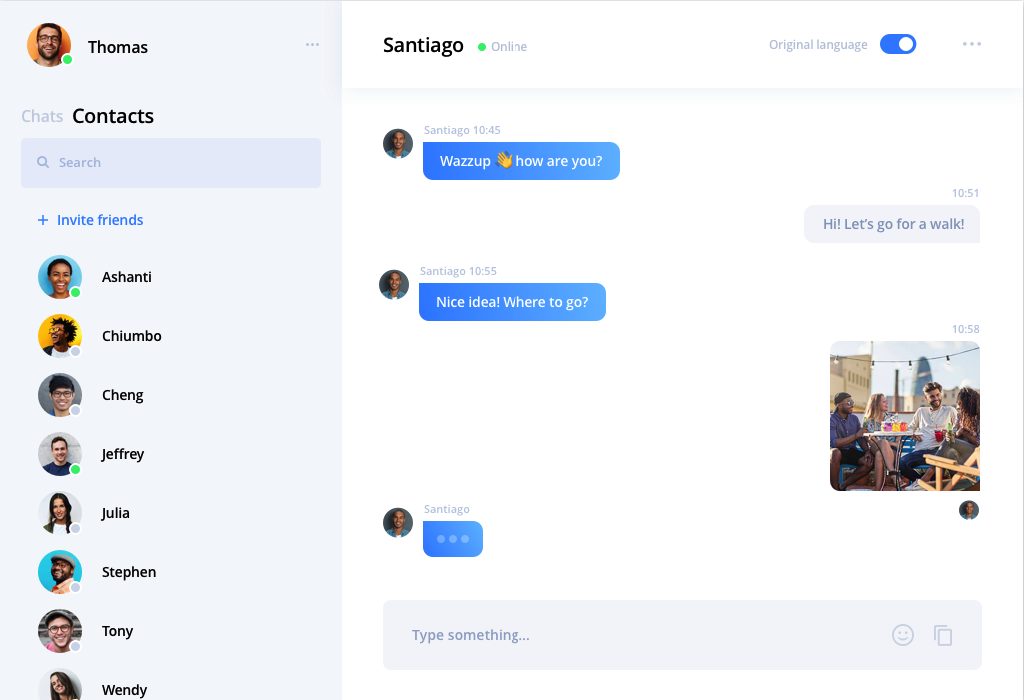 Thomas
Chats Contacts
Search
+ Invite friends
Ashanti
Chiumbo
Cheng
Jeffrey
Julia
Stephen
Tony
Wendy
Santiago Online
Original language
Santiago 10:45
Wazzup 👋 how are you?
10:51
Hi! Let’s go for a walk!
Santiago 10:55
Nice idea! Where to go?
10:58
Santiago
Type something...